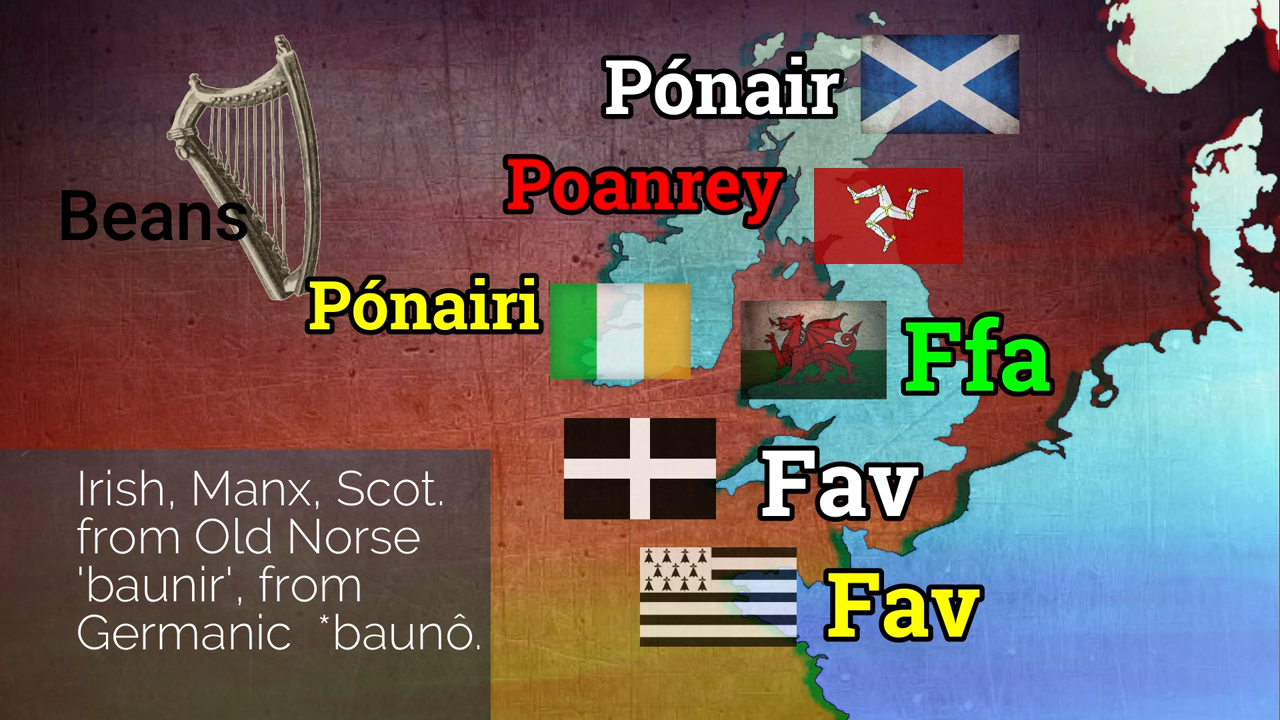 Pónair
Poanrey
Beans
Pónairi
Ffa
Fav
Irish, Manx, Scot.
from Old Norse
'baunir', from
Germanic *baunô.
Fav